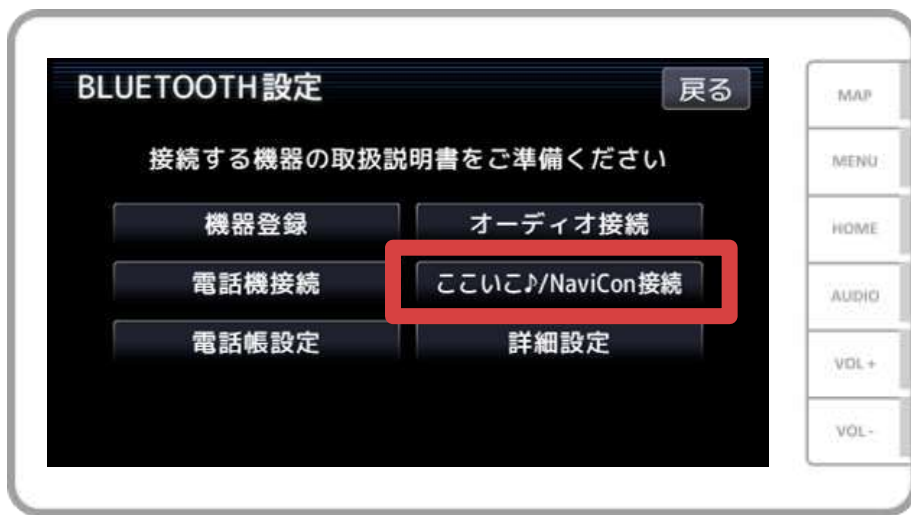 BLUETOOTH設定 戻る
接続する機器の取扱説明書をご準備ください
機器登録 オーディオ接続
電話機接続 ここいこ♪/NaviCon接続
電話帳設定 詳細設定
MAP
MENU
HOME
AUDIO
VOL+
VOL-